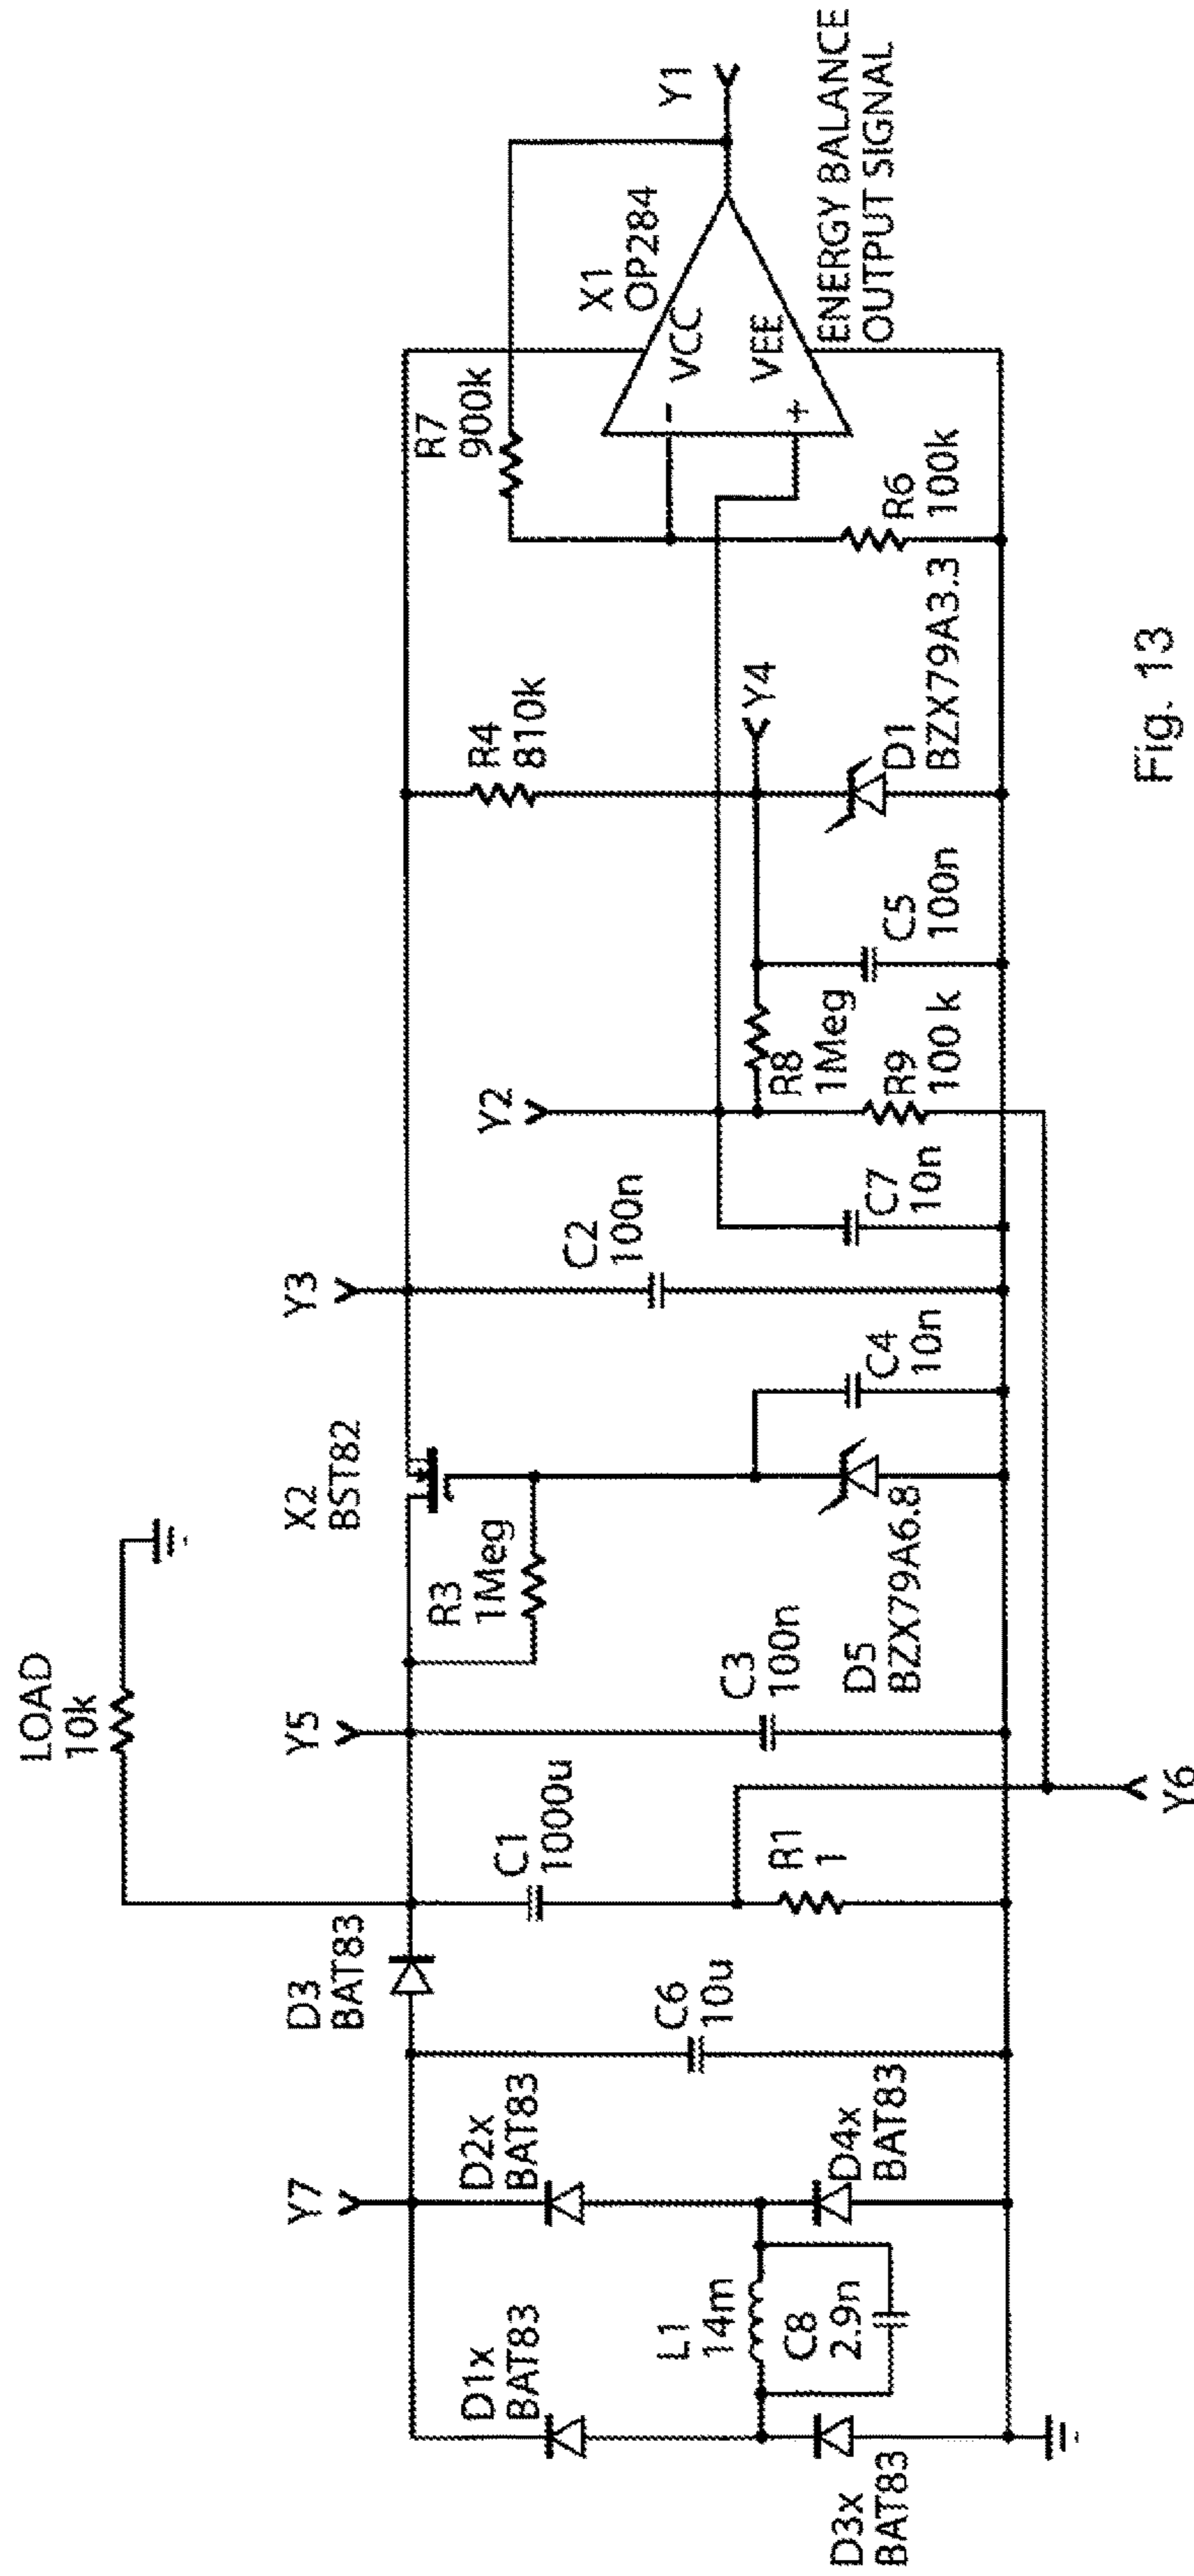 LOAD
10k
Y7
D3
BAT83
Y5
X2
BST82
Y3
Y2
D1x
BAT83
D2x
BAT83
C1
1000u
R3
1Meg
C2
100n
R4
810k
R7
900k
X1
OP284
Y1
L1
14m
C6
10u
C3
100n
Y4
VCC
-
VEE
+
C8
2.9n
R1
1
R8
1Meg
D3x
BAT83
D4x
BAT83
D5
BZX79A6.8
C4
10n
C7
10n
R9
100 k
C5
100n
D1
BZX79A3.3
R6
100k
ENERGY BALANCE
OUTPUT SIGNAL
Y6
Fig. 13